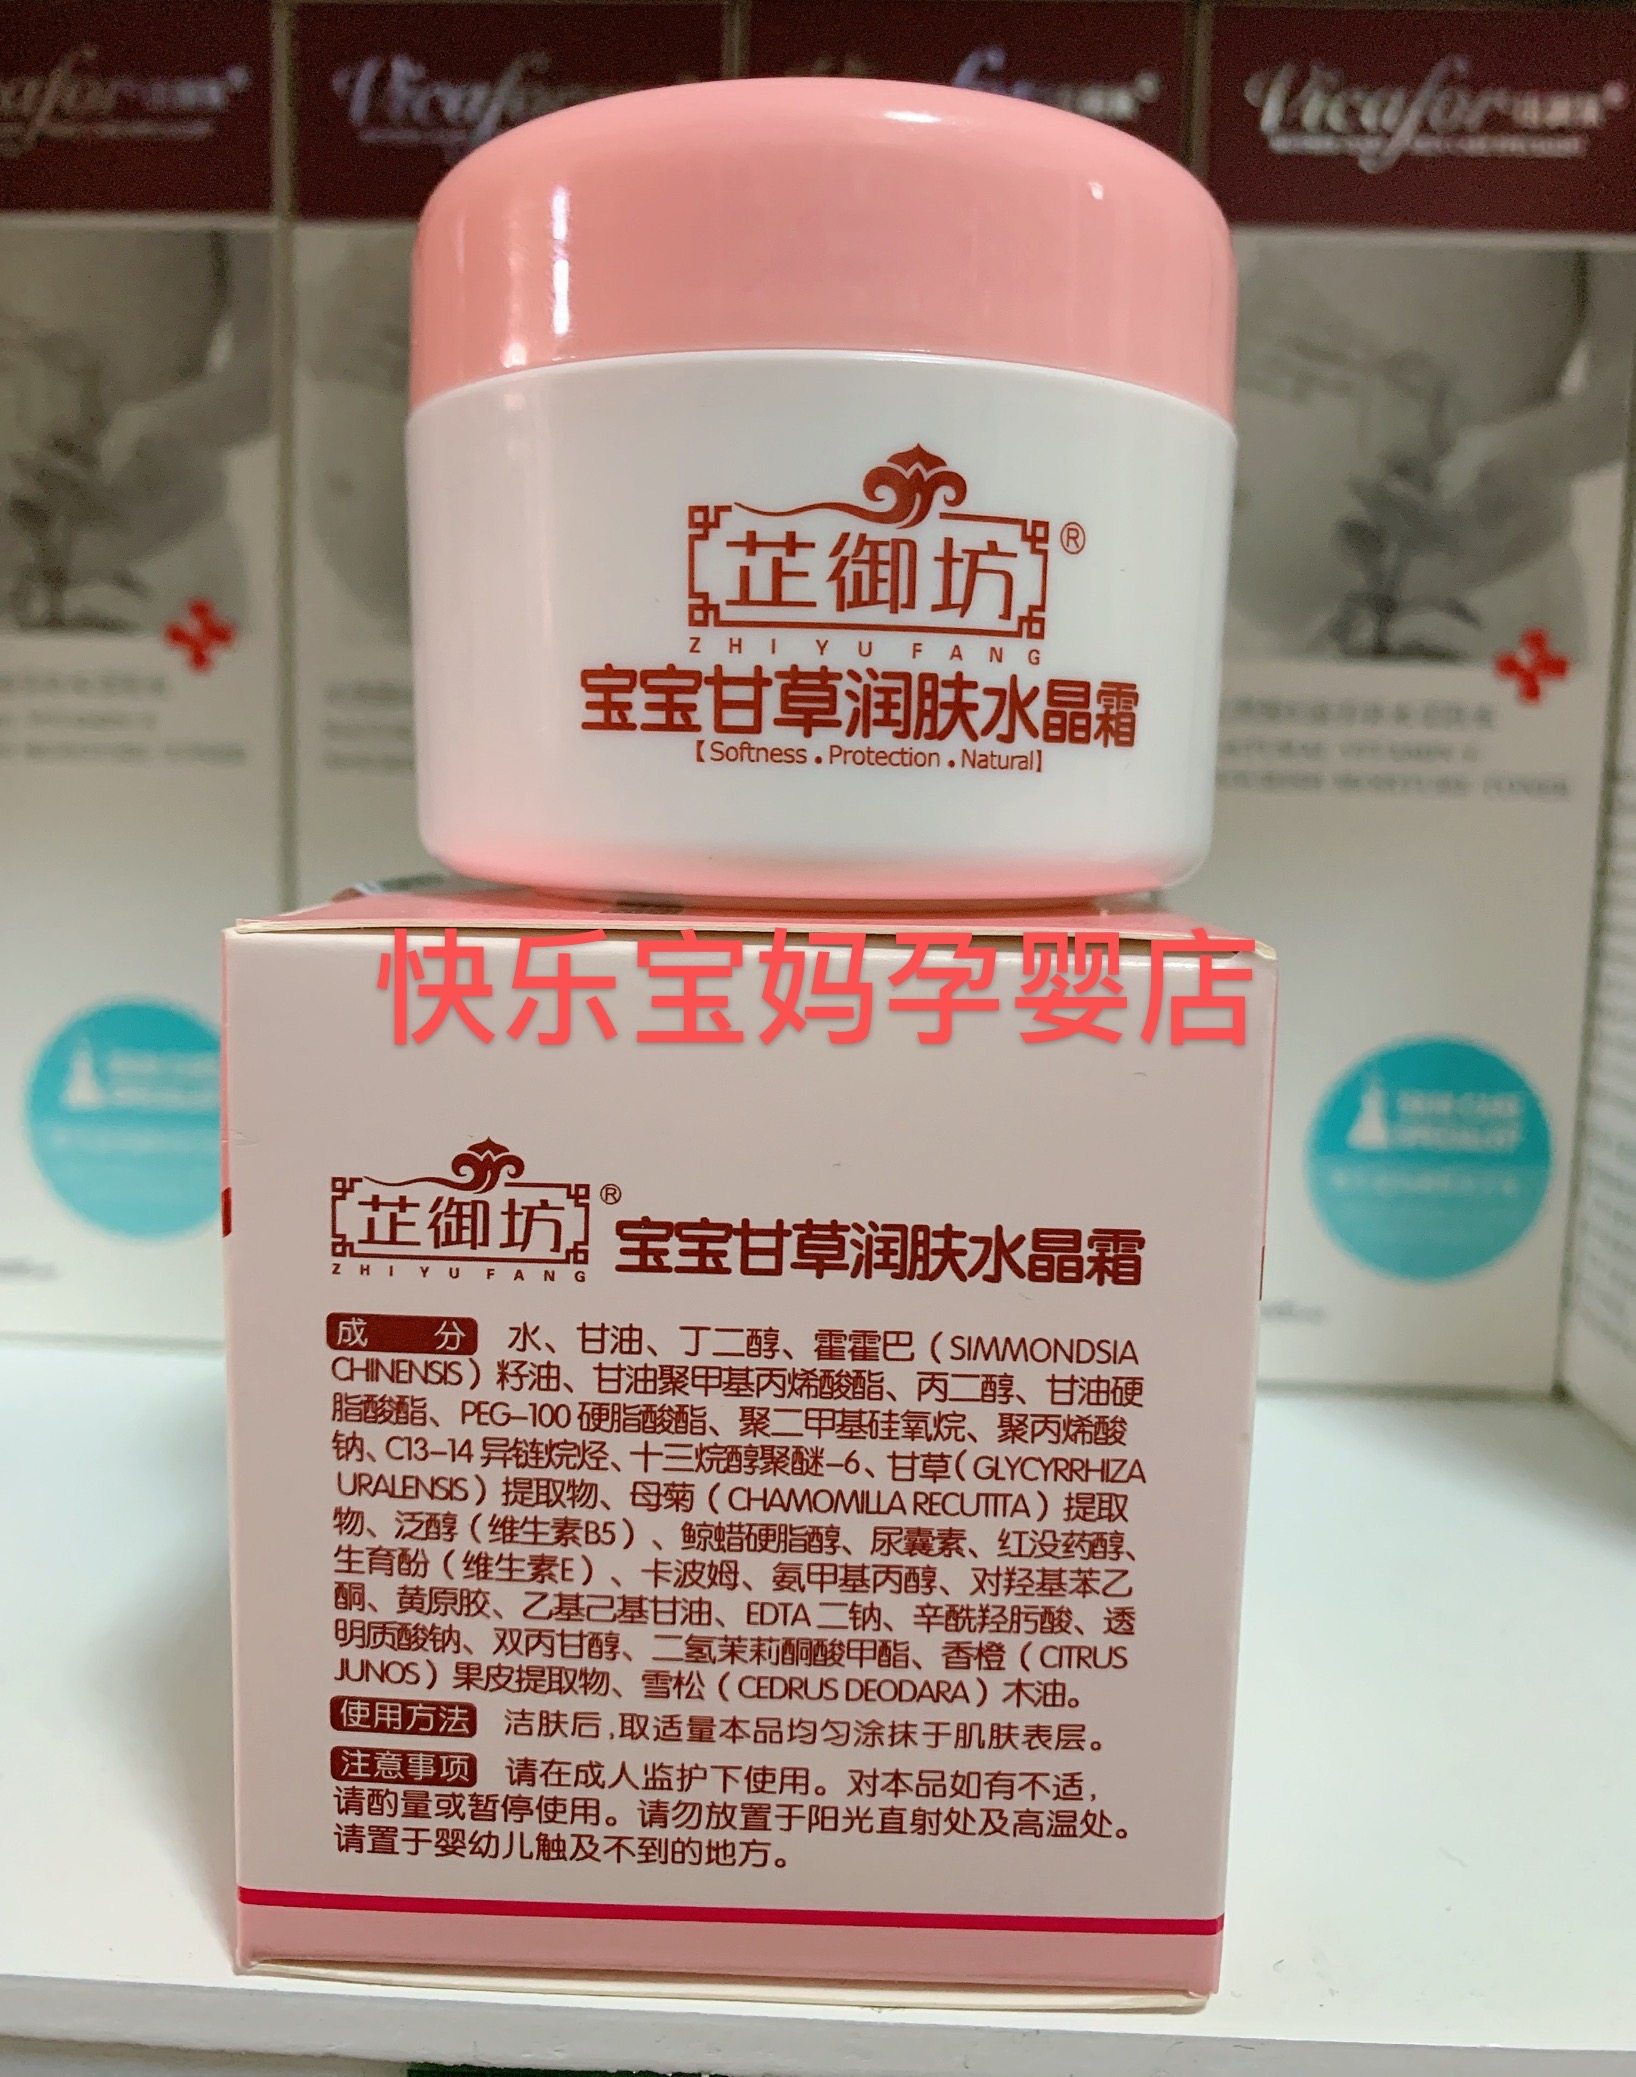 Vicafor
Vicafor
芷御坊®
ZHI YU FANG
宝宝甘草润肤水晶霜
【Softness.Protection.Natural】
快乐宝妈孕婴店
芷御坊®
ZHI YU FANG
宝宝甘草润肤水晶霜
成 分 水、甘油、丁二醇、霍霍巴（SIMMONDSIA
CHINENSIS）籽油、甘油聚甲基丙烯酸酯、丙二醇、甘油硬
脂酸酯、PEG-100 硬脂酸酯、聚二甲基硅氧烷、聚丙烯酸
钠、C13-14 异链烷烃、十三烷醇聚醚-6、甘草（GLYCYRRHIZA
URALENSIS）提取物、母菊（CHAMOMILLA RECUTITA）提取
物、泛醇（维生素B5）、鲸蜡硬脂醇、尿囊素、红没药醇、
生育酚（维生素E）、卡波姆、氨甲基丙醇、对羟基苯乙
酮、黄原胶、乙基己基甘油、EDTA 二钠、辛酰羟肟酸、透
明质酸钠、双丙甘醇、二氢茉莉酮酸甲酯、香橙（CITRUS
JUNOS）果皮提取物、雪松（CEDRUS DEODARA）木油。
使用方法 洁肤后,取适量本品均匀涂抹于肌肤表层。
注意事项 请在成人监护下使用。对本品如有不适,
请酌量或暂停使用。请勿放置于阳光直射处及高温处。
请置于婴幼儿触及不到的地方。
SKIN CARE
SPECIALIST